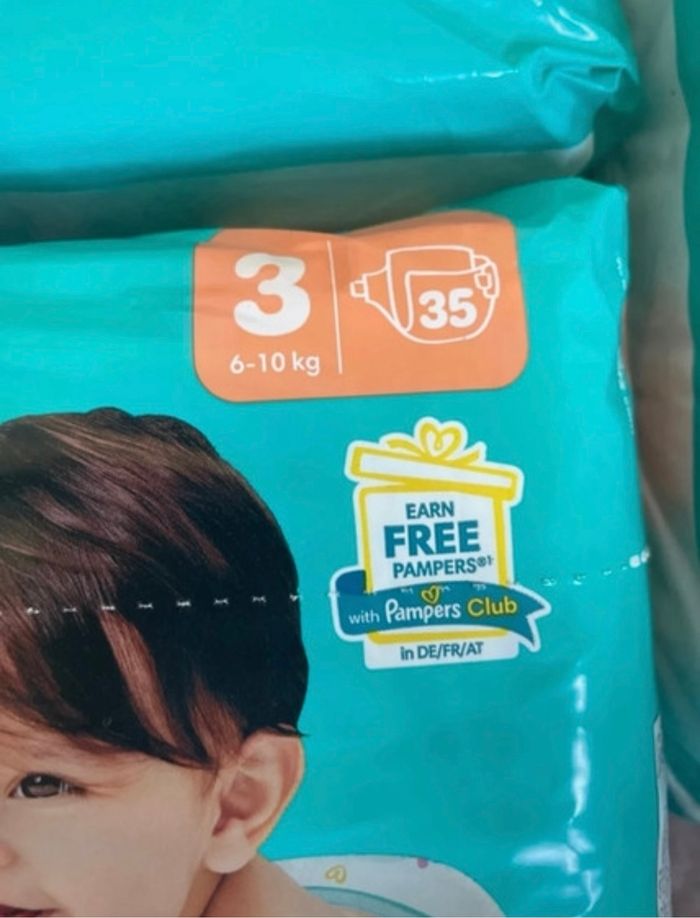 3
6-10 kg
35
EARN
FREE
PAMPERS®1
with Pampers Club
in DE/FR/AT